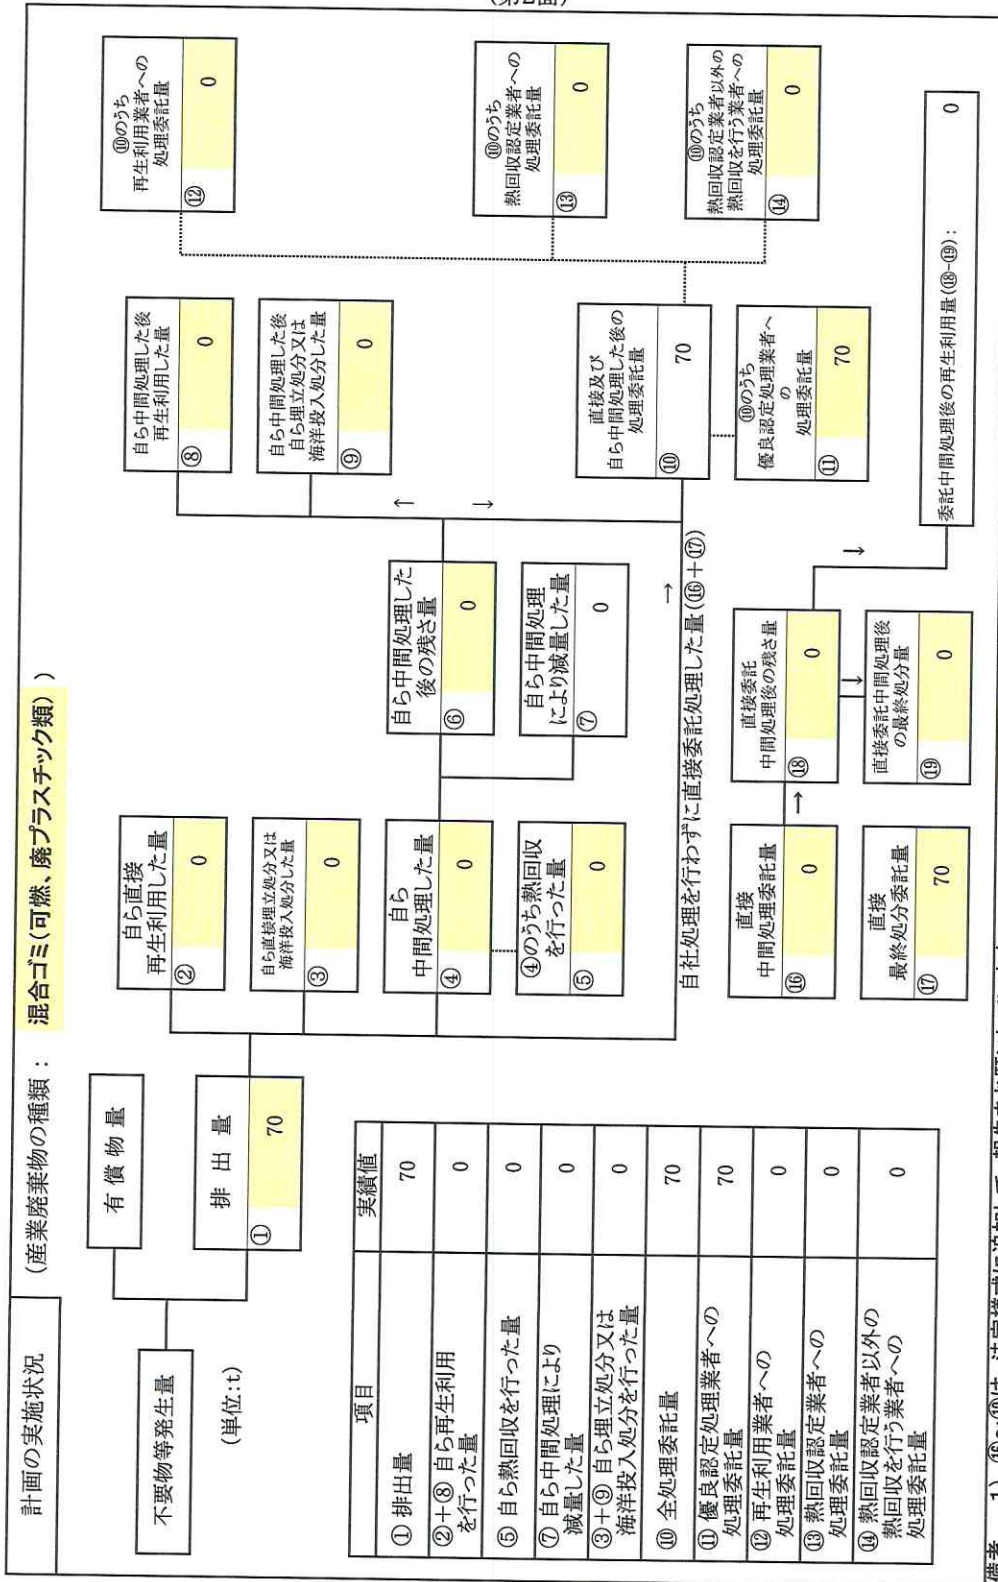 (第2面)
計画の実施状況
(産業廃棄物の種類： 混合ゴミ(可燃、廃プラスチック類) )
不要物等発生量
(単位:t)
有償物量
排出量
① 70
自ら直接
再生利用した量
② 0
自ら直接埋立処分又は
海洋投入処分した量
③ 0
自ら
中間処理した量
④ 0
④のうち熱回収
を行った量
⑤ 0
自ら中間処理した
後の残さ量
⑥ 0
自ら中間処理
により減量した量
⑦ 0
自ら中間処理した後
再生利用した量
⑧ 0
自ら中間処理した後
自ら埋立処分又は
海洋投入処分した量
⑨ 0
↑
↓
→
直接及び
自ら中間処理した後の
処理委託量
⑩ 70
⑩のうち
優良認定処理業者へ
の
処理委託量
⑪ 70
⑩のうち
再生利用業者への
処理委託量
⑫ 0
⑩のうち
熱回収認定業者への
処理委託量
⑬ 0
⑩のうち
熱回収認定業者以外の
熱回収を行う業者への
処理委託量
⑭ 0
自社処理を行わずに直接委託処理した量(⑯+⑰)
直接
中間処理委託量
⑯ 0
→
直接
最終処分委託量
⑰ 70
直接委託
中間処理後の残さ量
⑱ 0
↓
直接委託中間処理後
の最終処分量
⑲ 0
↓
委託中間処理後の再生利用量(⑱-⑲)： 0
項目 実績値
① 排出量 70
②+⑧ 自ら再生利用
を行った量 0
⑤ 自ら熱回収を行った量 0
⑦ 自ら中間処理により
減量した量 0
③+⑨ 自ら埋立処分又は
海洋投入処分を行った量 0
⑩ 全処理委託量 70
⑪ 優良認定処理業者への
処理委託量 70
⑫ 再生利用業者への
処理委託量 0
⑬ 熱回収認定業者への
処理委託量 0
⑭ 熱回収認定業者以外の
熱回収を行う業者への
処理委託量 0
備考 1)